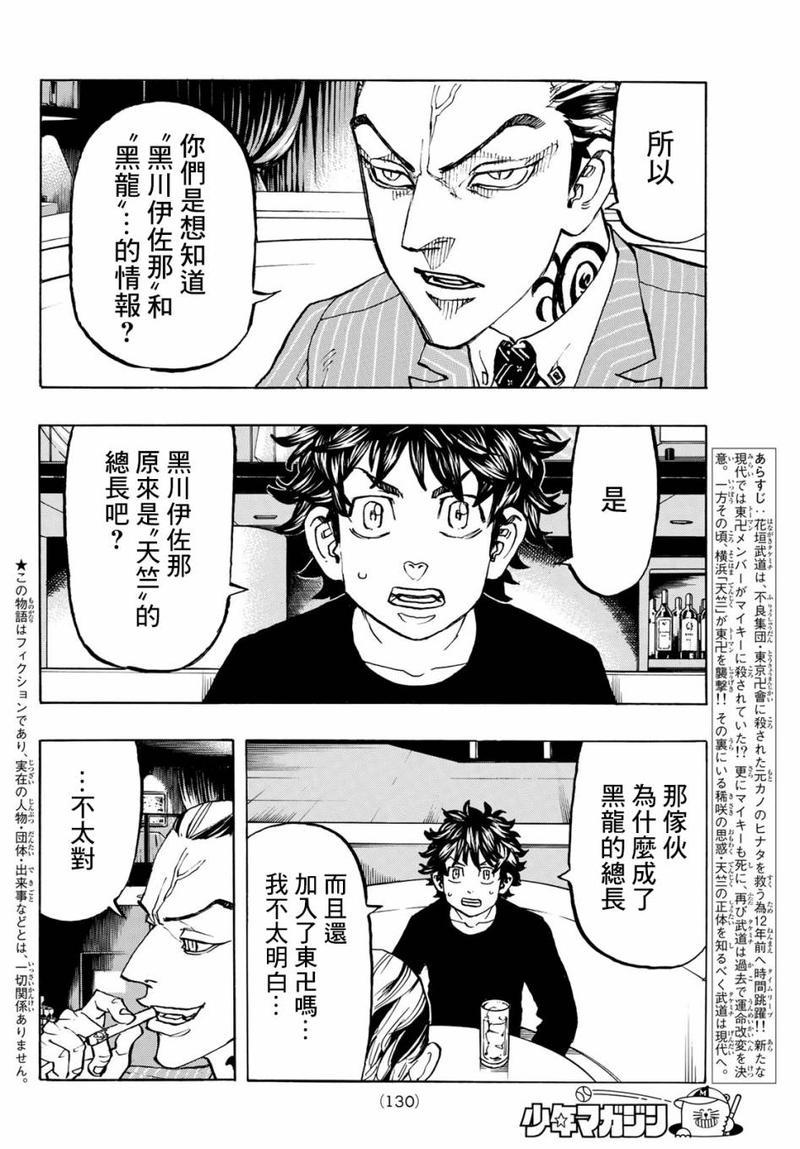 所以
你們是想知道
〝黑川伊佐那〞和
〝黑龍〞…的情報？
是
黑川伊佐那
原來是〝天竺〞的
總長吧？
那傢伙
為什麼成了
黑龍的總長
而且還
加入了東卍嗎…
我不太明白…
…不太對
あらすじ：花垣武道は、不良集団・東京卍會に殺された元カノのヒナタを救う為12年前へ時間跳躍!! 新たな
現代では東卍メンバーがマイキーに殺されていた!? 更にマイキーも死に、再び武道は過去で運命改変を決
意。一方その頃、横浜「天竺」が東卍を襲撃!! その裏にいる稀咲の思惑・天竺の正体を知るべく武道は現代へ。
★この物語はフィクションであり、実在の人物・団体・出来事などとは、一切関係ありません。
(130)
少年マガジン